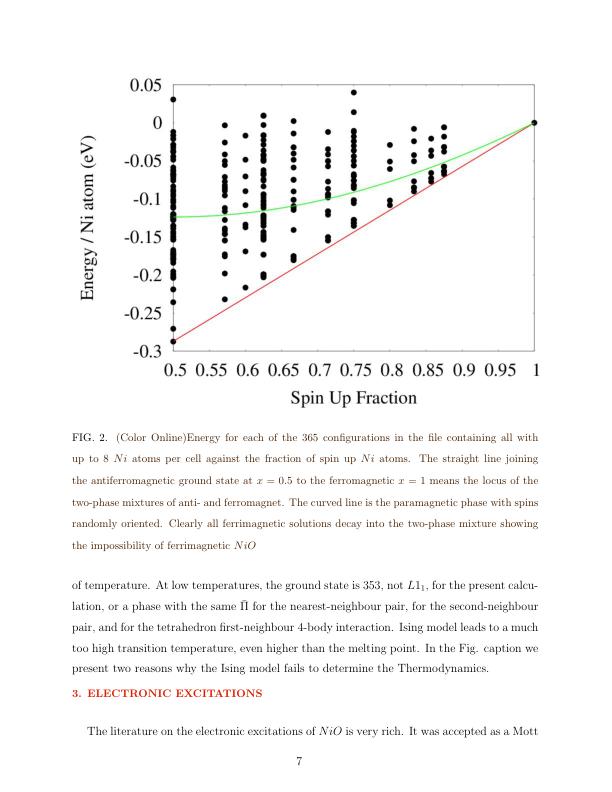 0.05
0
-0.05
-0.1
-0.15
-0.2
-0.25
-0.3
Energy / Ni atom (eV)
0.5 0.55 0.6 0.65 0.7 0.75 0.8 0.85 0.9 0.95 1
Spin Up Fraction
FIG. 2. (Color Online)Energy for each of the 365 configurations in the file containing all with
up to 8 Ni atoms per cell against the fraction of spin up Ni atoms. The straight line joining
the antiferromagnetic ground state at x = 0.5 to the ferromagnetic x = 1 means the locus of the
two-phase mixtures of anti- and ferromagnet. The curved line is the paramagnetic phase with spins
randomly oriented. Clearly all ferrimagnetic solutions decay into the two-phase mixture showing
the impossibility of ferrimagnetic NiO
of temperature. At low temperatures, the ground state is 353, not L1₁, for the present calcu-
lation, or a phase with the same Π̄ for the nearest-neighbour pair, for the second-neighbour
pair, and for the tetrahedron first-neighbour 4-body interaction. Ising model leads to a much
too high transition temperature, even higher than the melting point. In the Fig. caption we
present two reasons why the Ising model fails to determine the Thermodynamics.
3. ELECTRONIC EXCITATIONS
The literature on the electronic excitations of NiO is very rich. It was accepted as a Mott
7